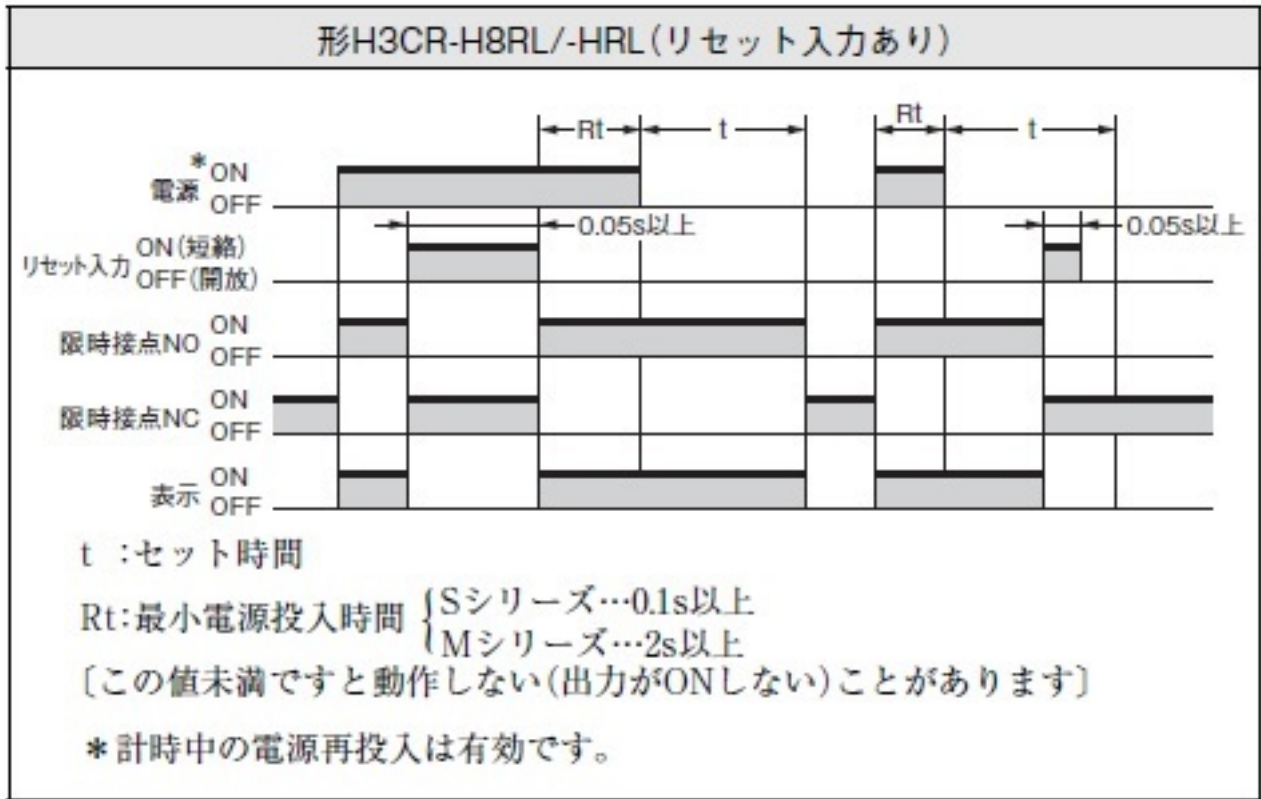 形H3CR-H8RL/-HRL(リセット入力あり)
Rt
t
Rt
t
*
電源
ON
OFF
0.05s以上
0.05s以上
リセット入力
ON(短絡)
OFF(開放)
限時接点NO
ON
OFF
限時接点NC
ON
OFF
表示
ON
OFF
t :セット時間
Rt:最小電源投入時間
Sシリーズ…0.1s以上
Mシリーズ…2s以上
〔この値未満ですと動作しない(出力がONしない)ことがあります〕
*計時中の電源再投入は有効です。